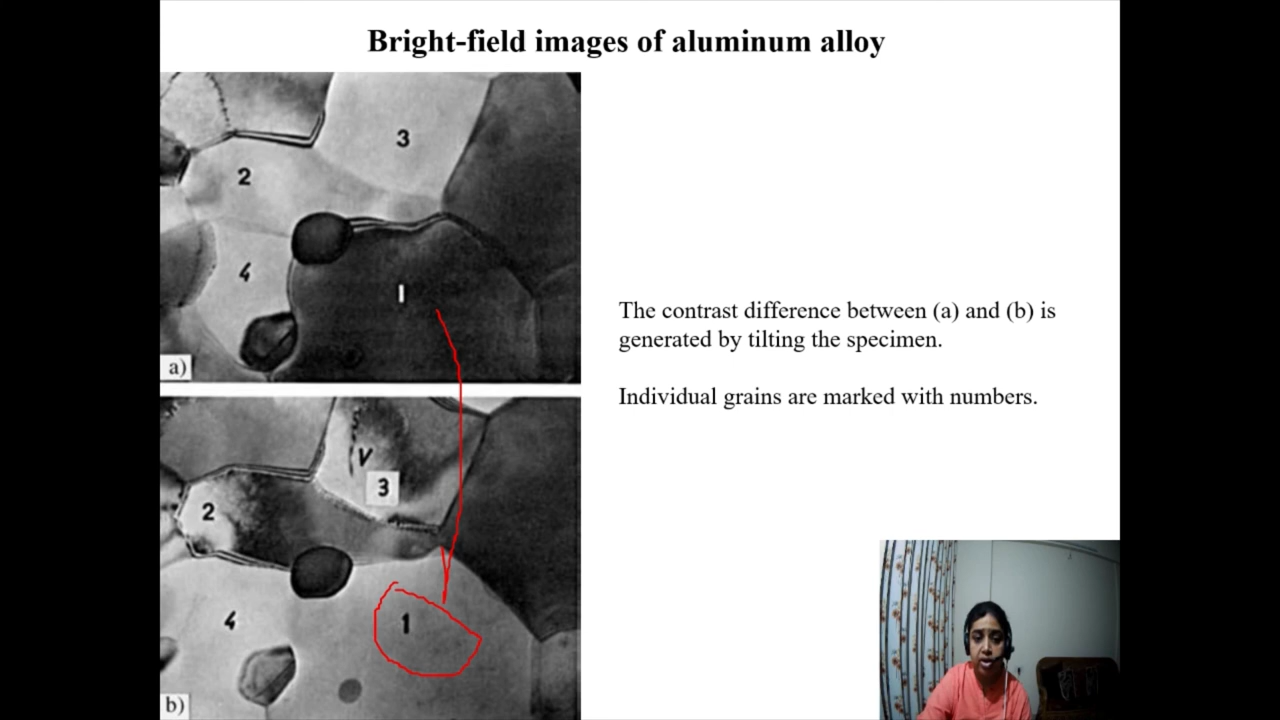 Bright-field images of aluminum alloy
3
2
4
1
a)
V
3
2
4
1
b)
The contrast difference between (a) and (b) is
generated by tilting the specimen.
Individual grains are marked with numbers.